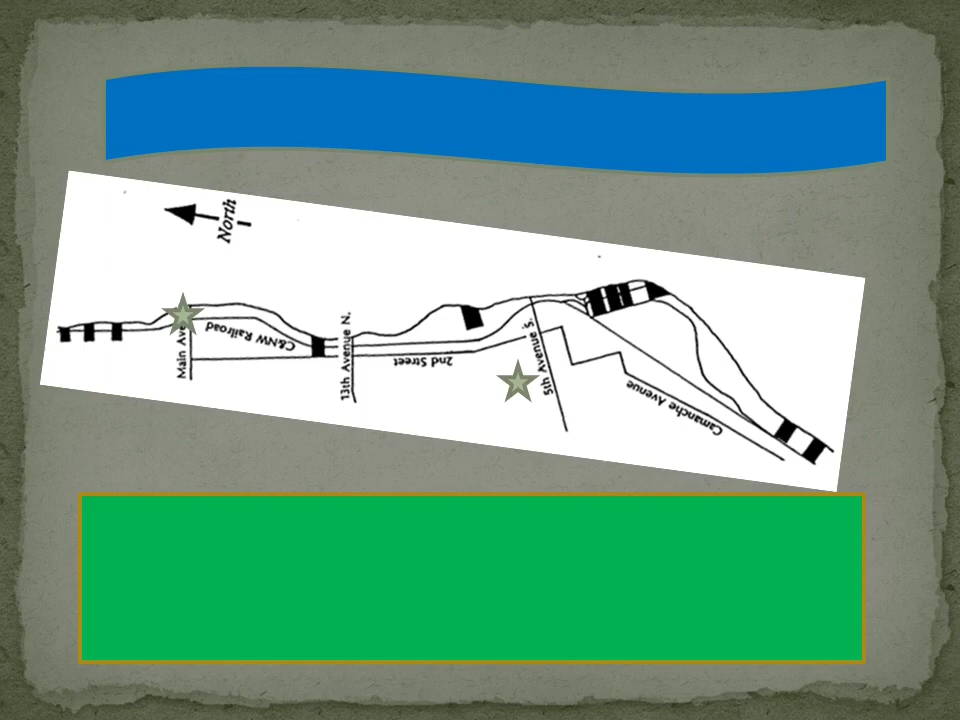 North
Main Ave
C&NW Railroad
13th Avenue N.
2nd Street
5th Avenue S.
Camanche Avenue